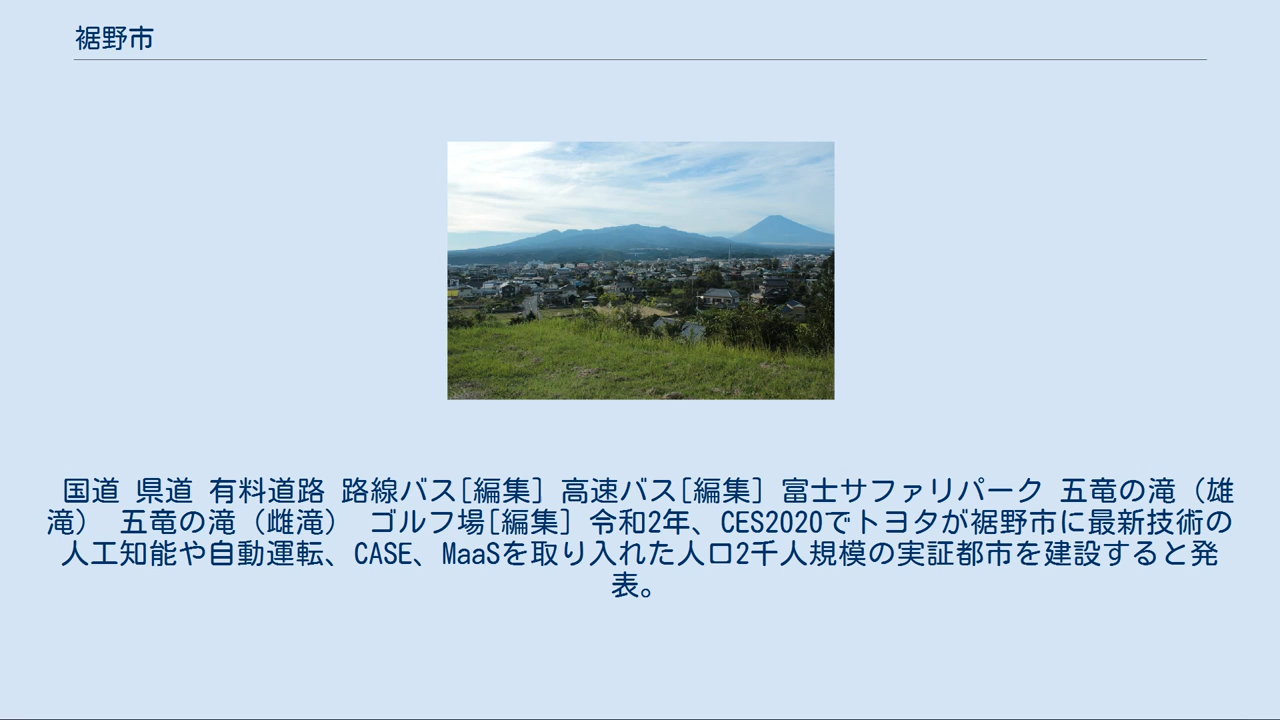 裾野市
国道 県道 有料道路 路線バス[編集] 高速バス[編集] 富士サファリパーク 五竜の滝（雄
滝） 五竜の滝（雌滝） ゴルフ場[編集] 令和2年、CES2020でトヨタが裾野市に最新技術の
人工知能や自動運転、CASE、MaaSを取り入れた人口2千人規模の実証都市を建設すると発
表。